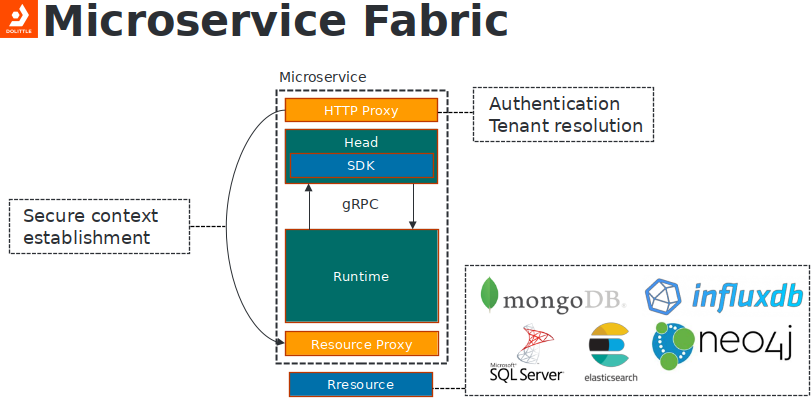 DOLITTLE
Microservice Fabric
Microservice
HTTP Proxy
Authentication
Tenant resolution
Head
SDK
gRPC
Secure context
establishment
Runtime
Resource Proxy
Rresource
mongoDB®
influxdb
Microsoft®
SQL Server®
elasticsearch
neo4j